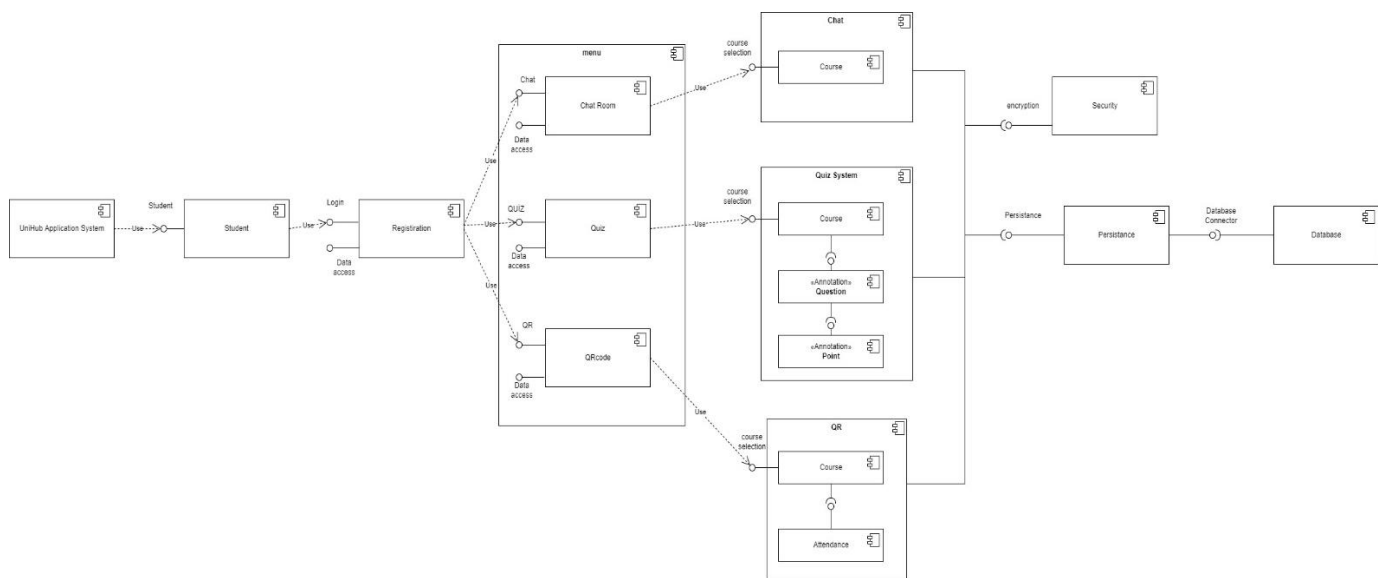 UniHub Application System
Use
Student
Student
Use
Login
Data
access
Registration
Use
Use
Use
menu
Chat
Data
access
Chat Room
QUİZ
Data
access
Quiz
QR
Data
access
QRcode
Use
Use
Use
course
selection
Chat
Course
course
selection
Quiz System
Course
«Annotation»
Question
«Annotation»
Point
course
selection
QR
Course
Attendance
encryption
Security
Persistance
Persistance
Database
Connector
Database